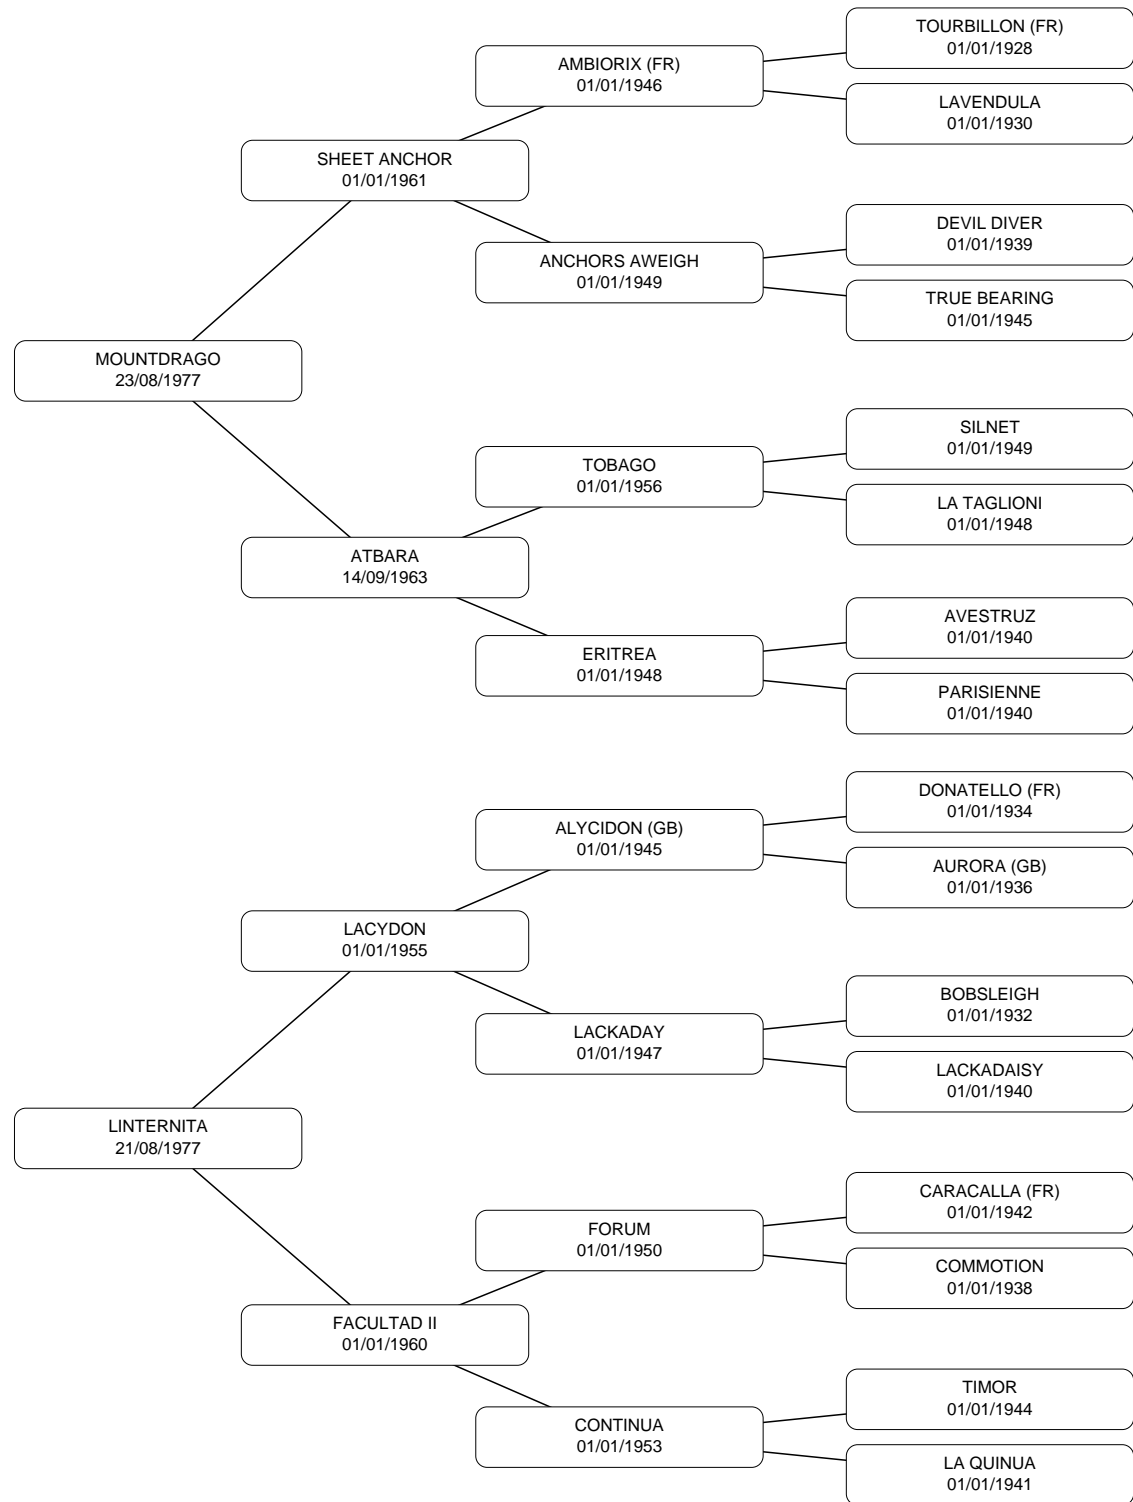 TOURBILLON (FR)
01/01/1928
AMBIORIX (FR)
01/01/1946
LAVENDULA
01/01/1930
SHEET ANCHOR
01/01/1961
DEVIL DIVER
01/01/1939
ANCHORS AWEIGH
01/01/1949
TRUE BEARING
01/01/1945
MOUNTDRAGO
23/08/1977
SILNET
01/01/1949
TOBAGO
01/01/1956
LA TAGLIONI
01/01/1948
ATBARA
14/09/1963
AVESTRUZ
01/01/1940
ERITREA
01/01/1948
PARISIENNE
01/01/1940
DONATELLO (FR)
01/01/1934
ALYCIDON (GB)
01/01/1945
AURORA (GB)
01/01/1936
LACYDON
01/01/1955
BOBSLEIGH
01/01/1932
LACKADAY
01/01/1947
LACKADAISY
01/01/1940
LINTERNITA
21/08/1977
CARACALLA (FR)
01/01/1942
FORUM
01/01/1950
COMMOTION
01/01/1938
FACULTAD II
01/01/1960
TIMOR
01/01/1944
CONTINUA
01/01/1953
LA QUINUA
01/01/1941